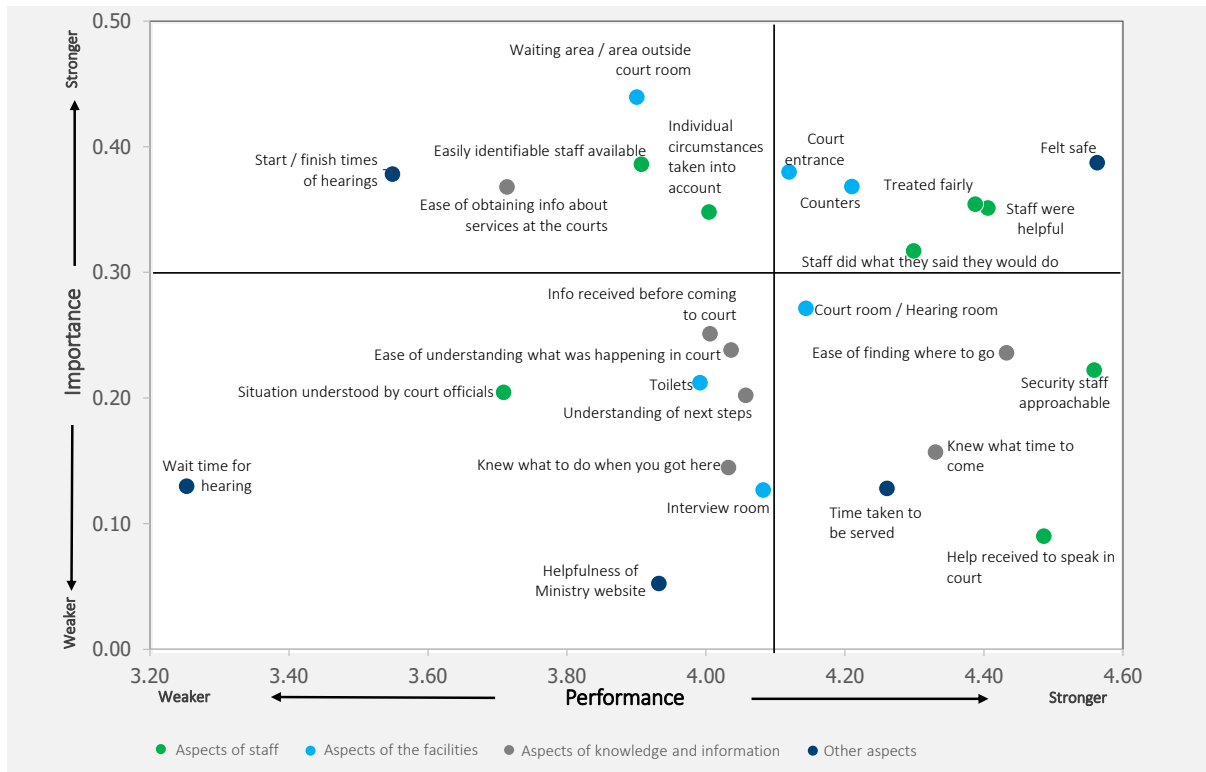 0.50
Stronger
Waiting area / area outside
court room
0.40
Individual
circumstances
taken into
account
Easily identifiable staff available
Start / finish times
of hearings
Ease of obtaining info about
services at the courts
Court
entrance
Counters
Felt safe
Treated fairly
Staff were
helpful
Staff did what they said they would do
0.30
Importance
Info received before coming
to court
Court room / Hearing room
Ease of understanding what was happening in court
Ease of finding where to go
Toilets
Situation understood by court officials
Security staff
approachable
0.20
Understanding of next steps
Knew what time to
come
Wait time for
hearing
Knew what to do when you got here
Interview room
Time taken to
be served
0.10
Help received to speak in
court
Helpfulness of
Ministry website
Weaker
0.00
3.20
3.40
3.60
3.80
4.00
4.20
4.40
4.60
Weaker
Performance
Stronger
Aspects of staff
Aspects of the facilities
Aspects of knowledge and information
Other aspects